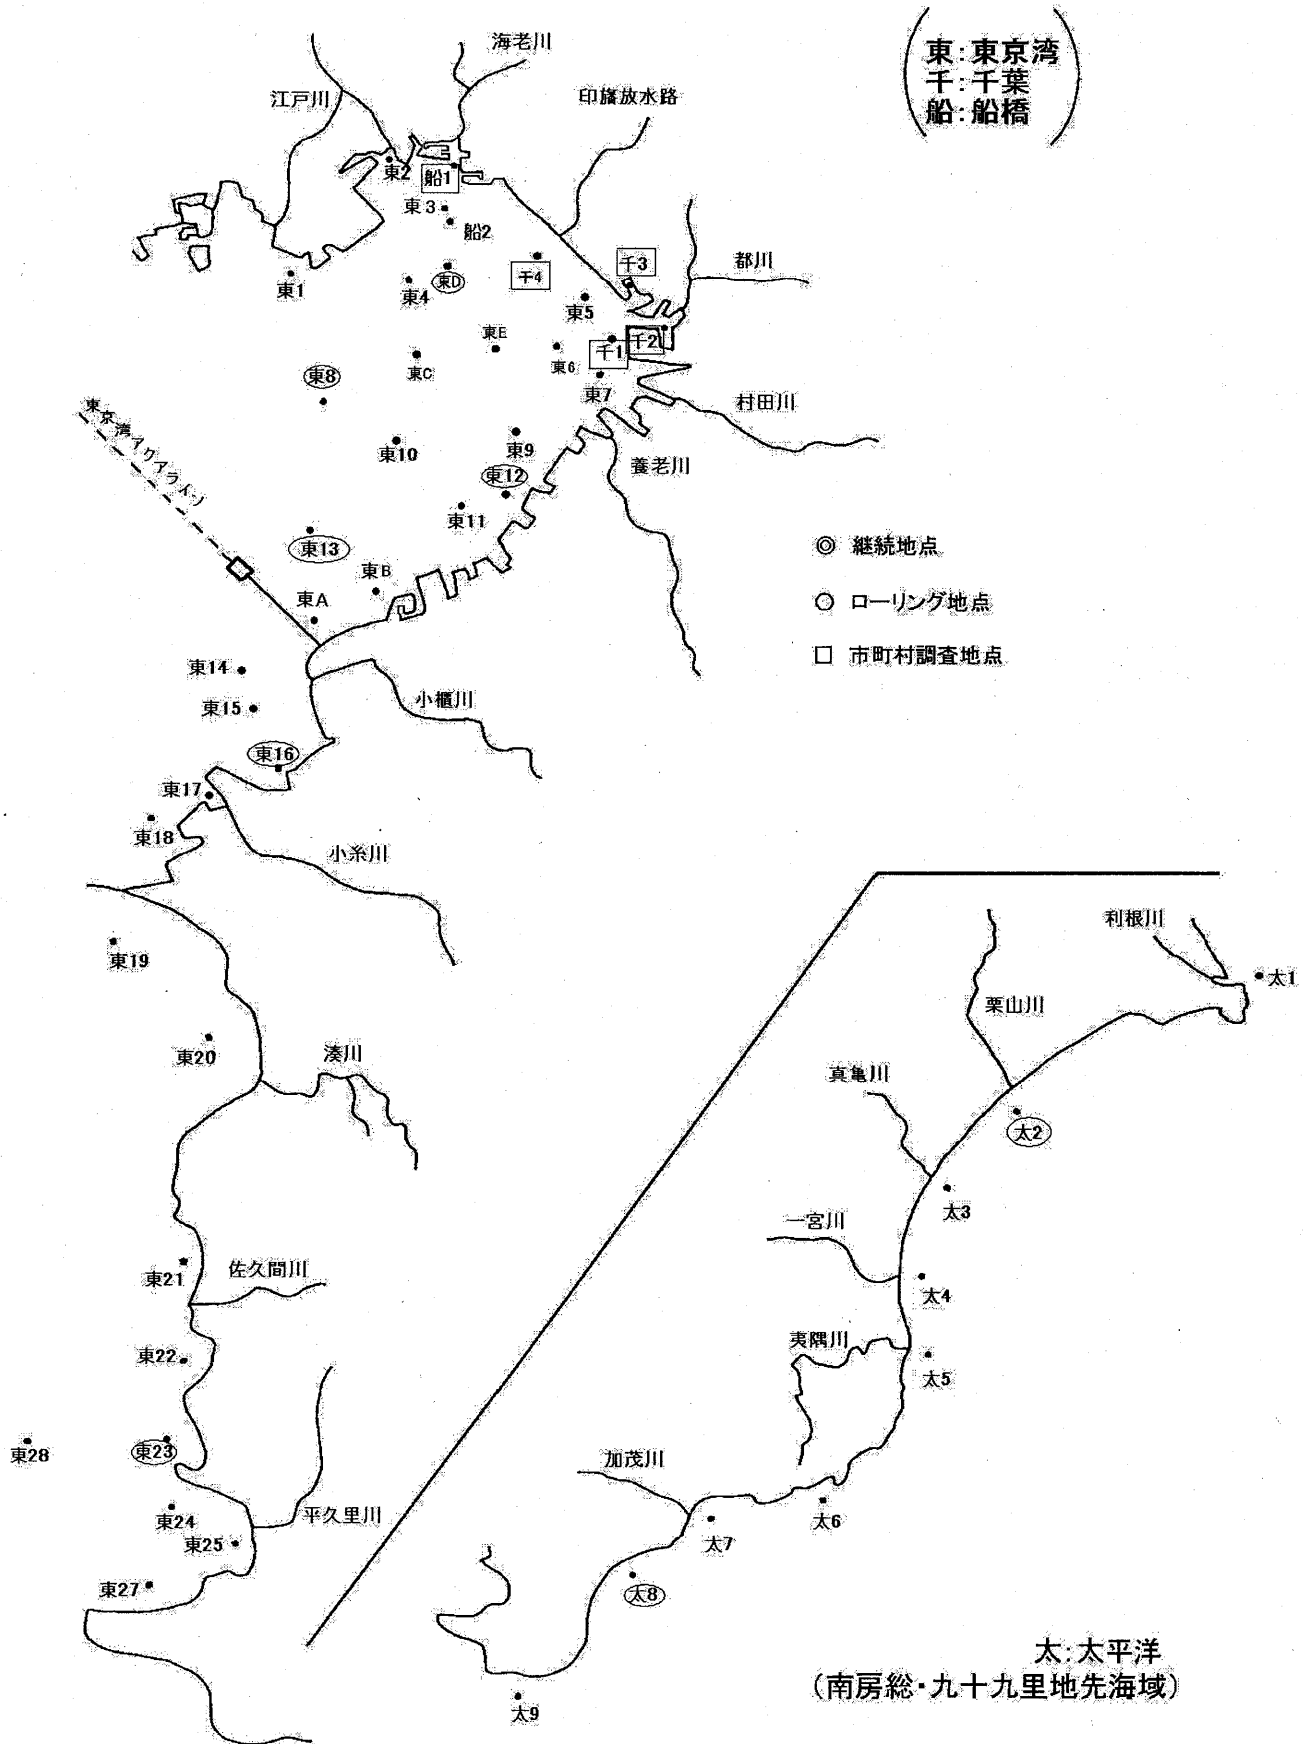 東:東京湾
千:千葉
船:船橋
海老川
江戸川
印旛放水路
東2
船1
東3
船2
都川
千3
千4
東D
東1
東4
東5
東E
千2
千1
東6
東C
東8
東7
村田川
東京湾アクアライン
東10
東9
養老川
東12
東11
東13
◎ 継続地点
東B
東A
○ ローリング地点
□ 市町村調査地点
東14
小櫃川
東15
東16
東17
東18
小糸川
利根川
東19
太1
栗山川
東20
湊川
真亀川
太2
太3
一宮川
東21
佐久間川
太4
夷隅川
東22
太5
東28
東23
加茂川
東24
平久里川
太6
東25
太7
東27
太8
太:太平洋
(南房総・九十九里地先海域)
太9